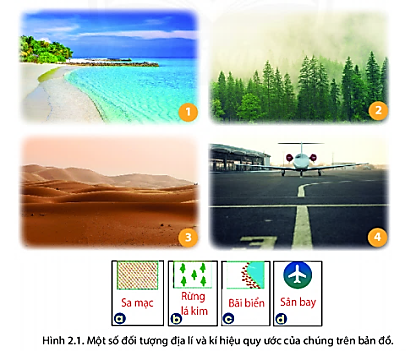 1
2
3
4
Sa mạc
Rừng
lá kim
Bãi biển
Sân bay
a
b
c
d
Hình 2.1. Một số đối tượng địa lí và kí hiệu quy ước của chúng trên bản đồ.